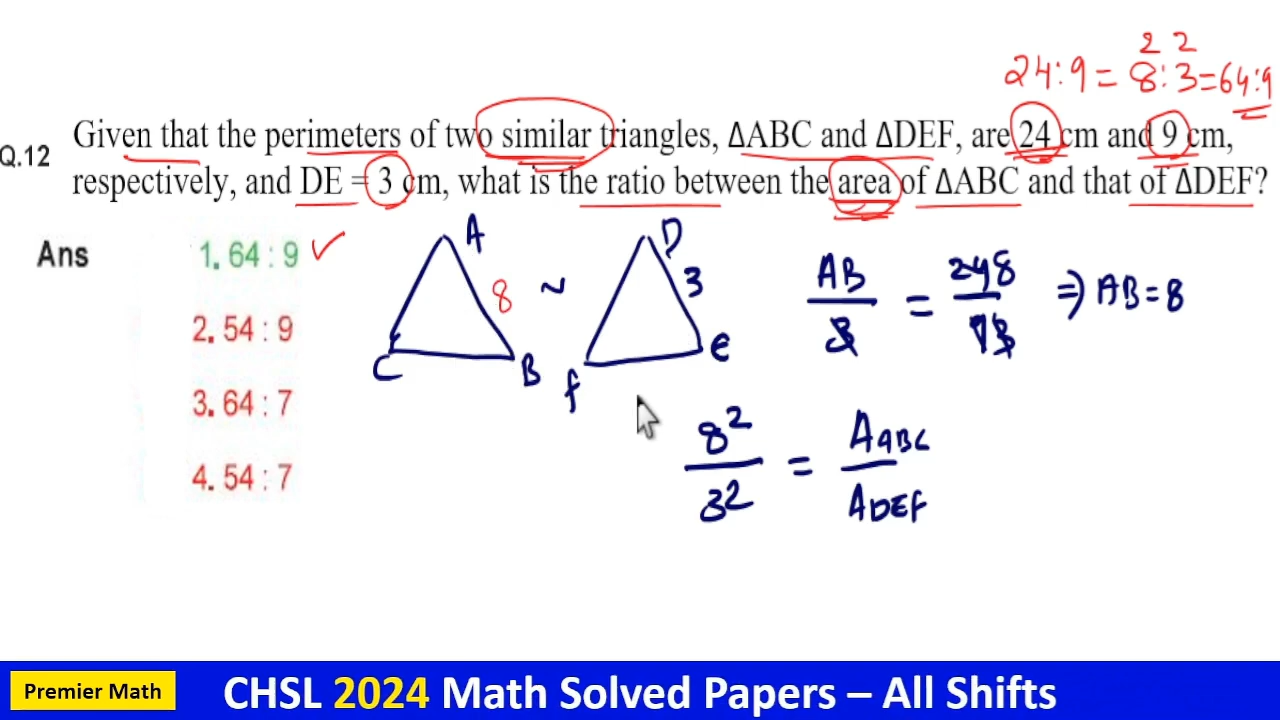 2 2
24:9 = 8:3 = 64:9
Q.12 Given that the perimeters of two similar triangles, ΔABC and ΔDEF, are 24 cm and 9 cm,
respectively, and DE = 3 cm, what is the ratio between the area of ΔABC and that of ΔDEF?
Ans 1. 64 : 9 ✓
2. 54 : 9
3. 64 : 7
4. 54 : 7
A
8
C
B
~
D
3
e
f
AB/3 = 24 8/9 3 ⇒ AB = 8
8²/3² = A ABC/A DEF
Premier Math CHSL 2024 Math Solved Papers – All Shifts